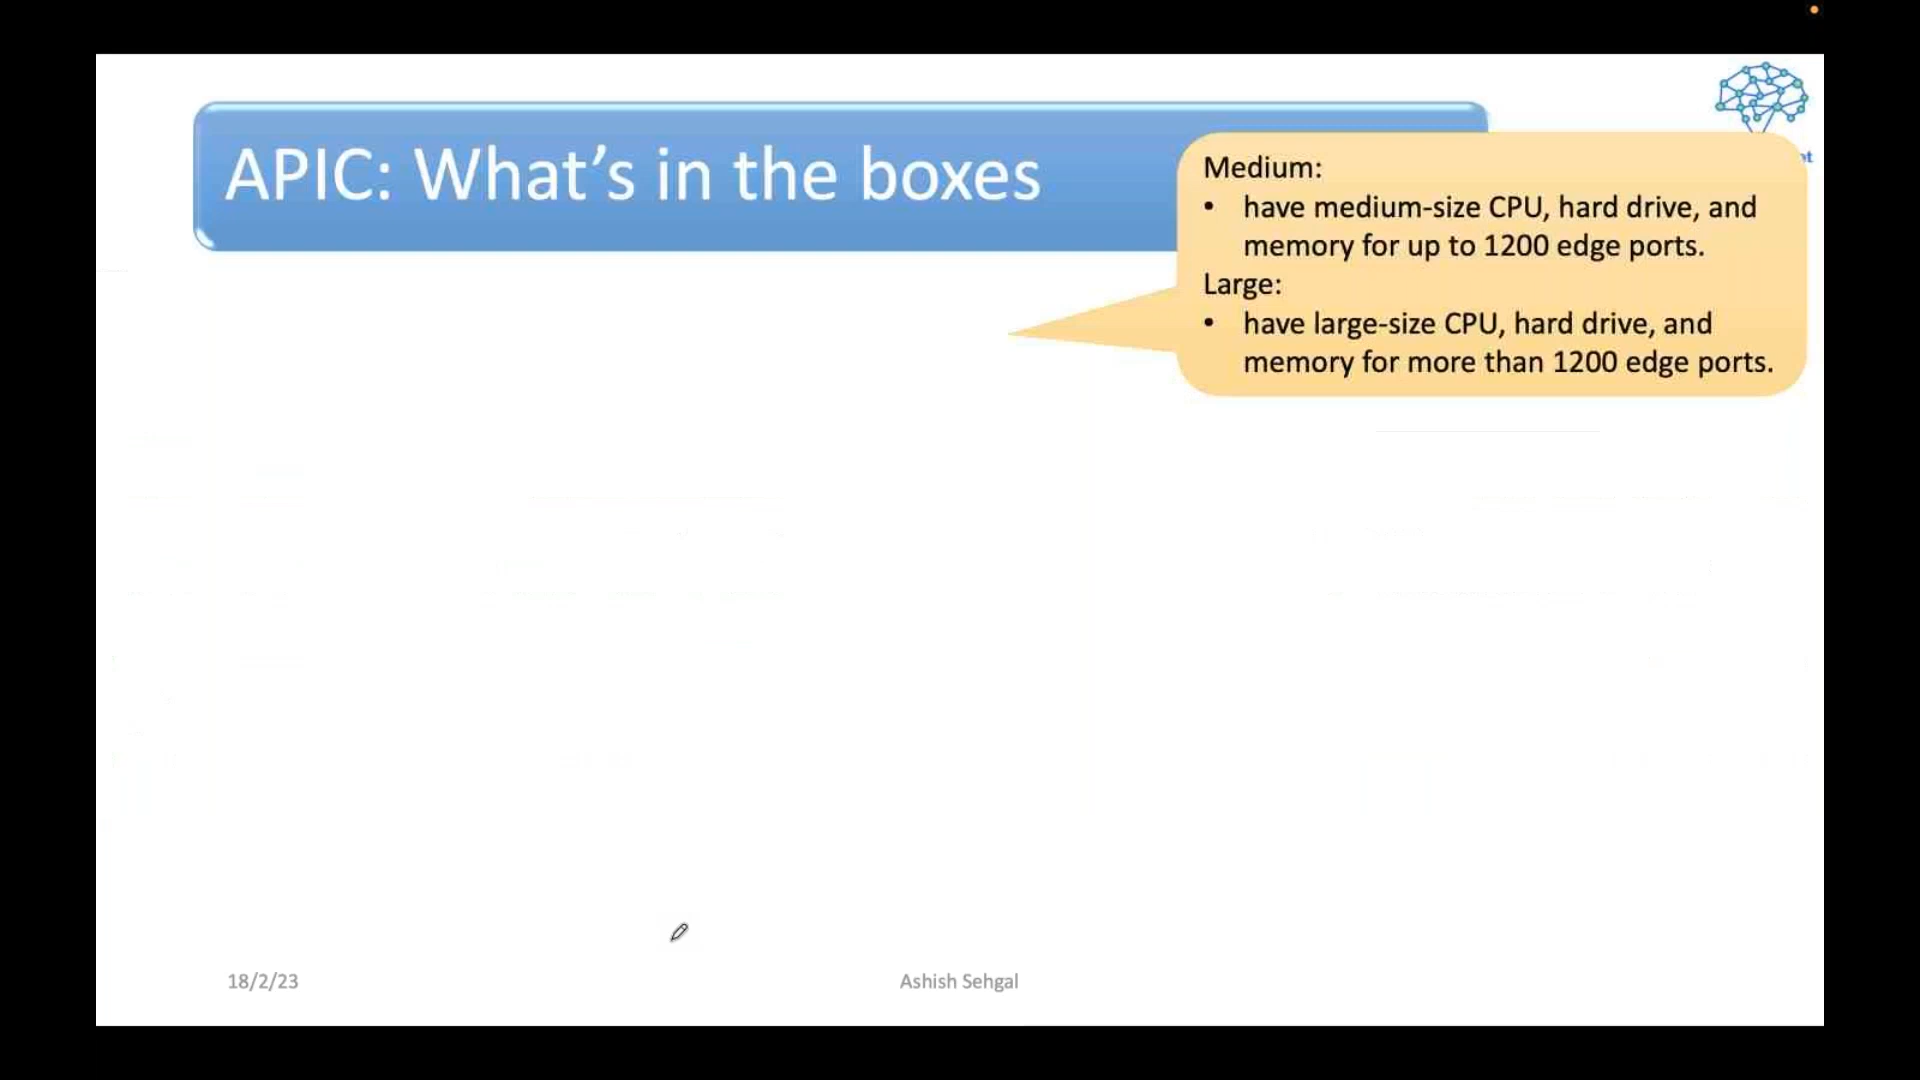 APIC: What’s in the boxes
Medium:
• have medium-size CPU, hard drive, and
memory for up to 1200 edge ports.
Large:
• have large-size CPU, hard drive, and
memory for more than 1200 edge ports.
18/2/23
Ashish Sehgal